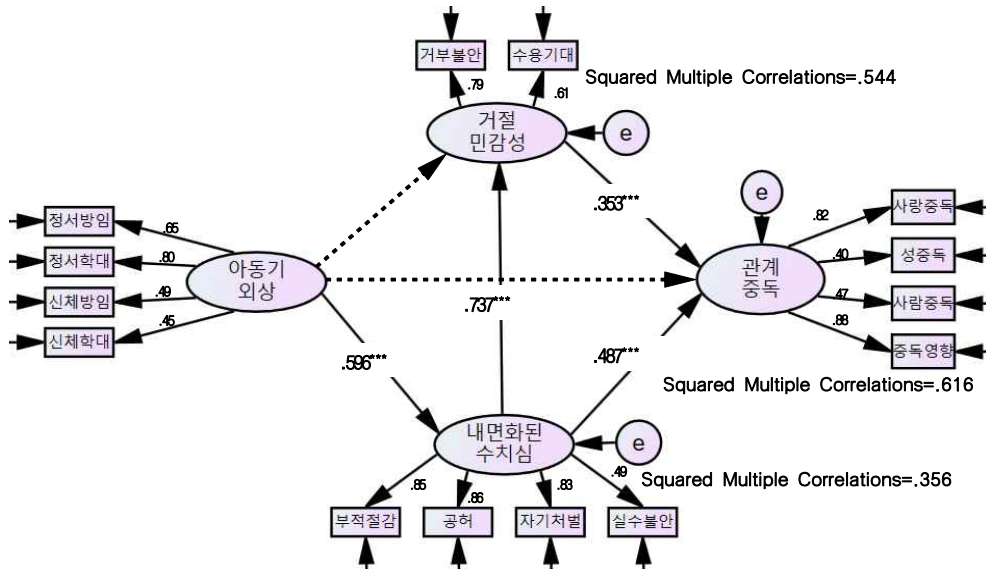 거부불안
수용기대
Squared Multiple Correlations=.544
.79
.61
거절
민감성
e
.353***
e
정서방임
.65
정서학대
.80
신체방임
.49
신체학대
.45
아동기
외상
관계
중독
.82
사랑중독
.40
성중독
.47
사람중독
.88
중독영향
.737***
.596***
.487***
Squared Multiple Correlations=.616
내면화된
수치심
e
Squared Multiple Correlations=.356
.85
.86
.83
.49
부적절감
공허
자기처벌
실수불안